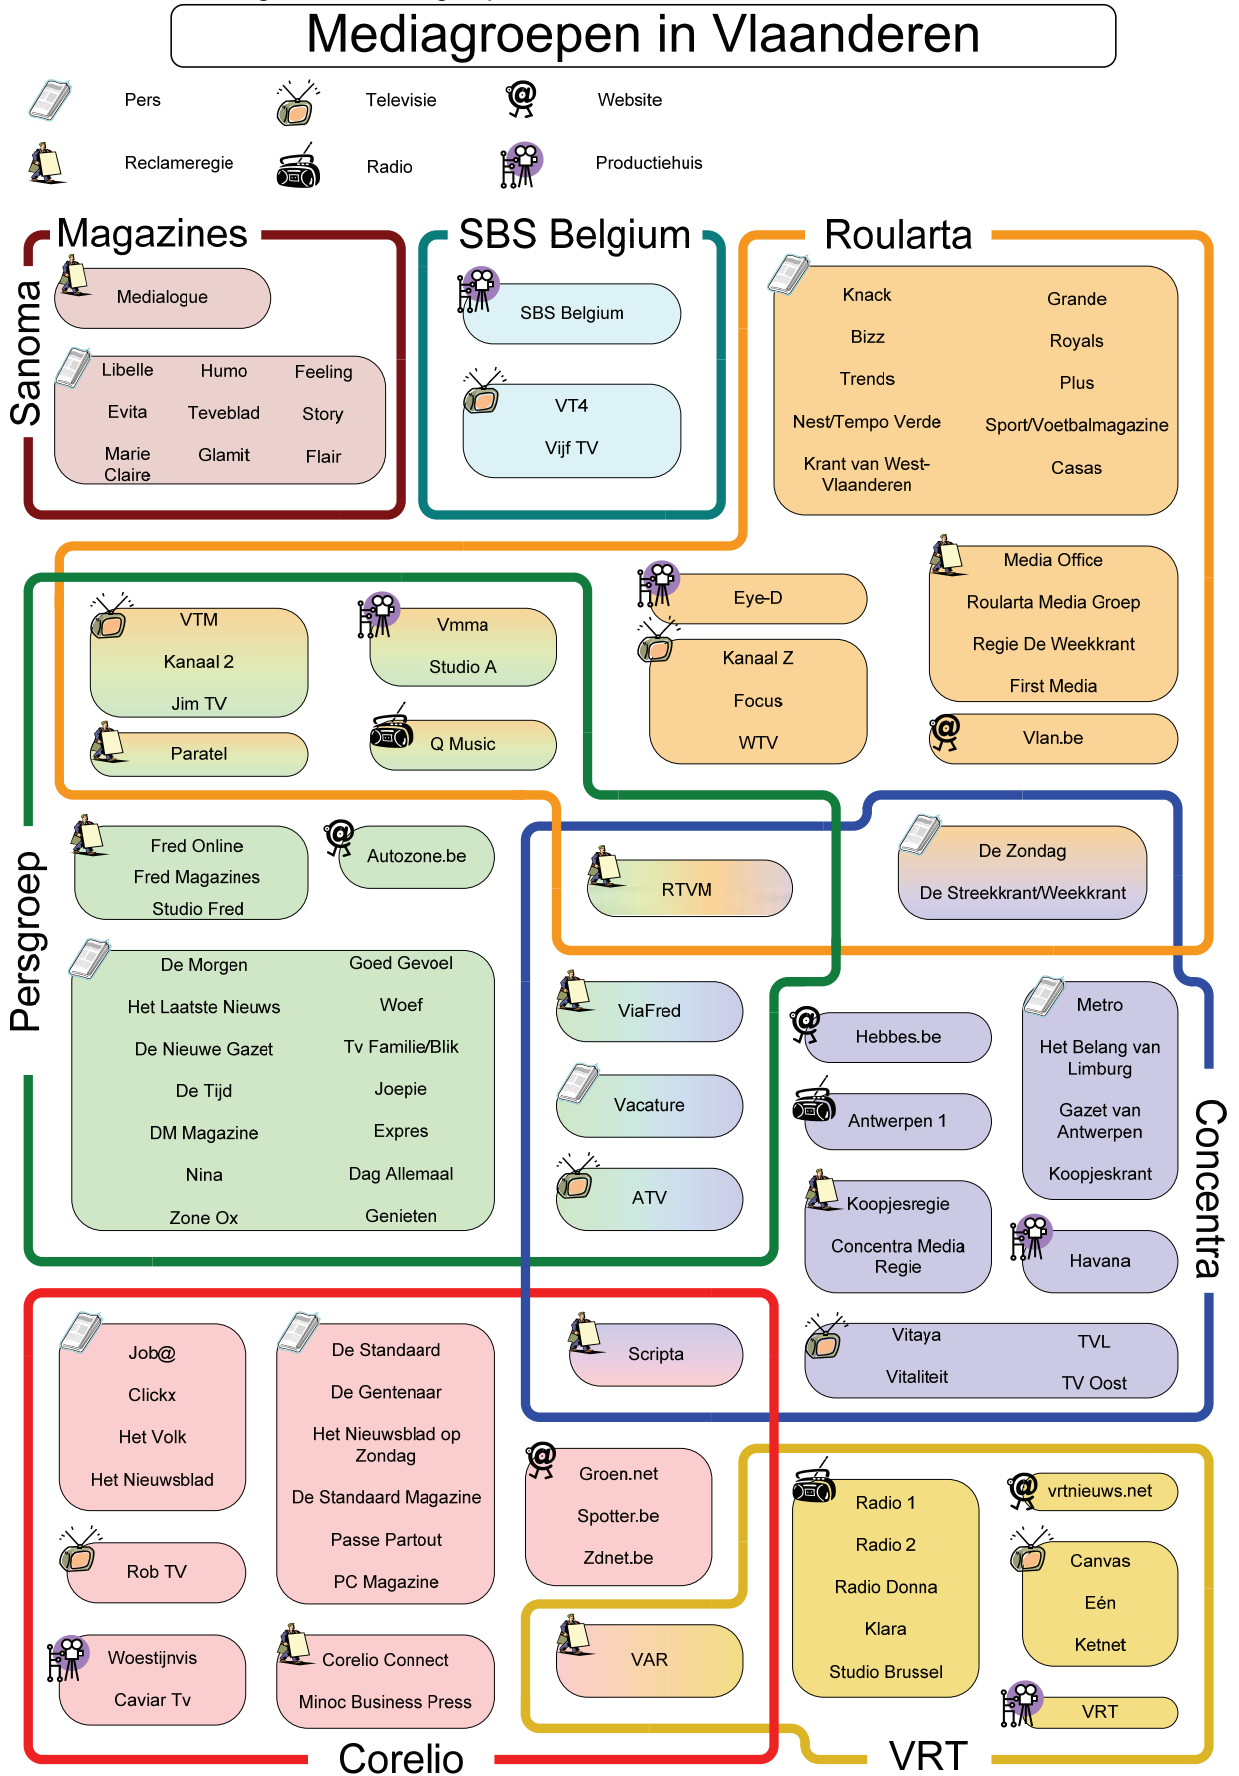 Mediagroepen in Vlaanderen
Pers
Televisie
Website
Reclameregie
Radio
Productiehuis
Sanoma
Magazines
Medialogue
Libelle
Humo
Feeling
Evita
Teveblad
Story
Marie
Claire
Glamit
Flair
SBS Belgium
SBS Belgium
VT4
Vijf TV
Roularta
Knack
Grande
Bizz
Royals
Trends
Plus
Nest/Tempo Verde
Sport/Voetbalmagazine
Krant van West-
Vlaanderen
Casas
Media Office
Roularta Media Groep
Regie De Weekkrant
First Media
Eye-D
Kanaal Z
Focus
WTV
Vlan.be
VTM
Kanaal 2
Jim TV
Vmma
Studio A
Paratel
Q Music
Persgroep
Fred Online
Fred Magazines
Studio Fred
Autozone.be
RTVM
De Zondag
De Streekkrant/Weekkrant
De Morgen
Goed Gevoel
Het Laatste Nieuws
Woef
De Nieuwe Gazet
Tv Familie/Blik
De Tijd
Joepie
DM Magazine
Expres
Nina
Dag Allemaal
Zone Ox
Genieten
ViaFred
Vacature
ATV
Concentra
Hebbes.be
Antwerpen 1
Koopjesregie
Concentra Media
Regie
Metro
Het Belang van
Limburg
Gazet van
Antwerpen
Koopjeskrant
Havana
Vitaya
TVL
Vitaliteit
TV Oost
Scripta
Job@
Clickx
Het Volk
Het Nieuwsblad
De Standaard
De Gentenaar
Het Nieuwsblad op
Zondag
De Standaard Magazine
Passe Partout
PC Magazine
Rob TV
Woestijnvis
Caviar Tv
Corelio Connect
Minoc Business Press
Groen.net
Spotter.be
Zdnet.be
VAR
Radio 1
Radio 2
Radio Donna
Klara
Studio Brussel
vrtnieuws.net
Canvas
Eén
Ketnet
VRT
Corelio
VRT